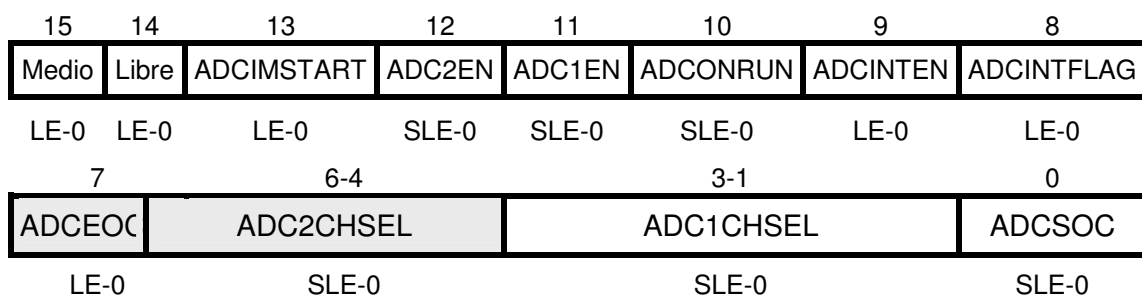 15 14 13 12 11 10 9 8
Medio Libre ADCIMSTART ADC2EN ADC1EN ADCONRUN ADCINTEN ADCINTFLAG
LE-0 LE-0 LE-0 SLE-0 SLE-0 SLE-0 LE-0 LE-0
7 6-4 3-1 0
ADCEOC ADC2CHSEL ADC1CHSEL ADCSOC
LE-0 SLE-0 SLE-0 SLE-0